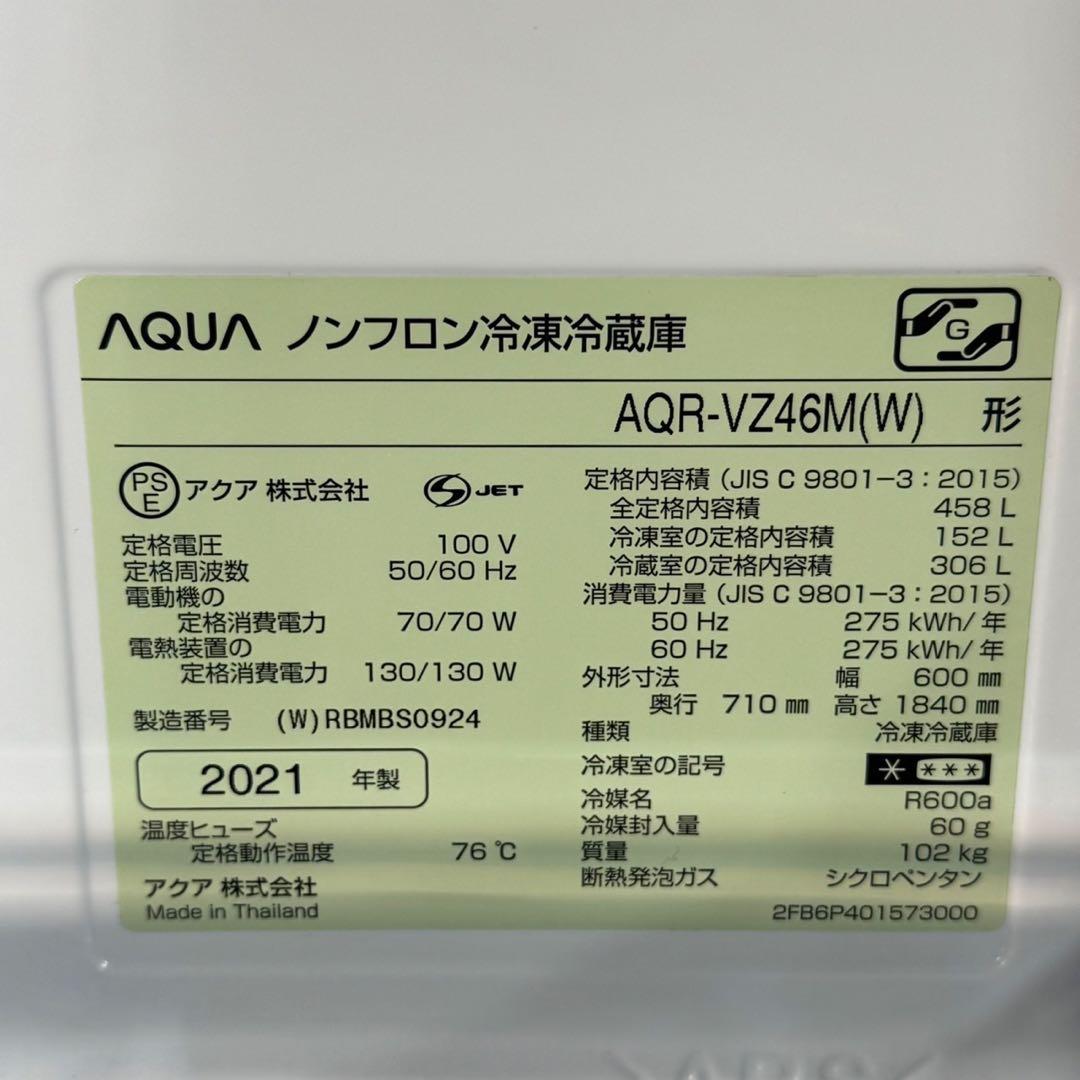 AQUA ノンフロン冷凍冷蔵庫
G
AQR-VZ46M(W) 形
PSE アクア 株式会社 S JET
定格電圧 100 V
定格周波数 50/60 Hz
電動機の
定格消費電力 70/70 W
電熱装置の
定格消費電力 130/130 W
製造番号 (W)RBMBS0924
2021 年製
温度ヒューズ
定格動作温度 76 ℃
アクア 株式会社
Made in Thailand
定格内容積 (JIS C 9801-3:2015)
全定格内容積 458 L
冷凍室の定格内容積 152 L
冷蔵室の定格内容積 306 L
消費電力量 (JIS C 9801-3:2015)
50 Hz 275 kWh/年
60 Hz 275 kWh/年
外形寸法 幅 600 ㎜
奥行 710 ㎜ 高さ 1840 ㎜
種類 冷凍冷蔵庫
冷凍室の記号 * ***
冷媒名 R600a
冷媒封入量 60 g
質量 102 kg
断熱発泡ガス シクロペンタン
2FB6P401573000